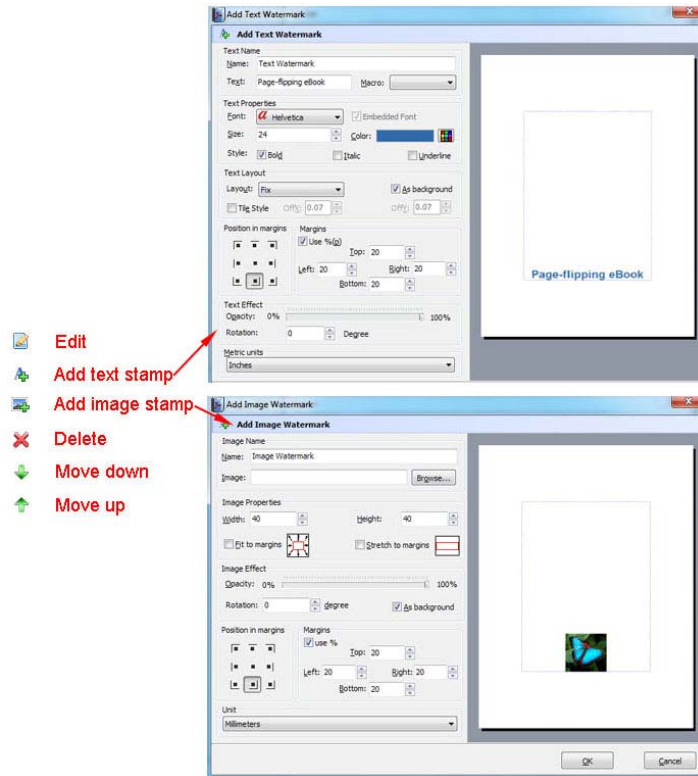 Add Text Watermark
Add Text Watermark
Text Name
Name: Text Watermark
Text: Page-flipping eBook Macro:
Text Properties
Font: a Helvetica Embedded Font
Size: 24 Color:
Style: Bold Italic Underline
Text Layout
Layout: Fix As background
Tile Style 0.07 0.07
Position in margins Margins
Use %(p)
Top: 20
Left: 20 Right: 20
Bottom: 20
Page-flipping eBook
Text Effect
Opacity: 0% 100%
Rotation: 0 Degree
Metric units
Inches
Edit
Add text stamp
Add image stamp
Delete
Move down
Move up
Add Image Watermark
Add Image Watermark
Image Name
Name: Image Watermark
Image: Browse...
Image Properties
Width: 40 Height: 40
Fit to margins Stretch to margins
Image Effect
Opacity: 0% 100%
Rotation: 0 degree As background
Position in margins Margins
use %
Top: 20
Left: 20 Right: 20
Bottom: 20
Unit
Millimeters
OK Cancel